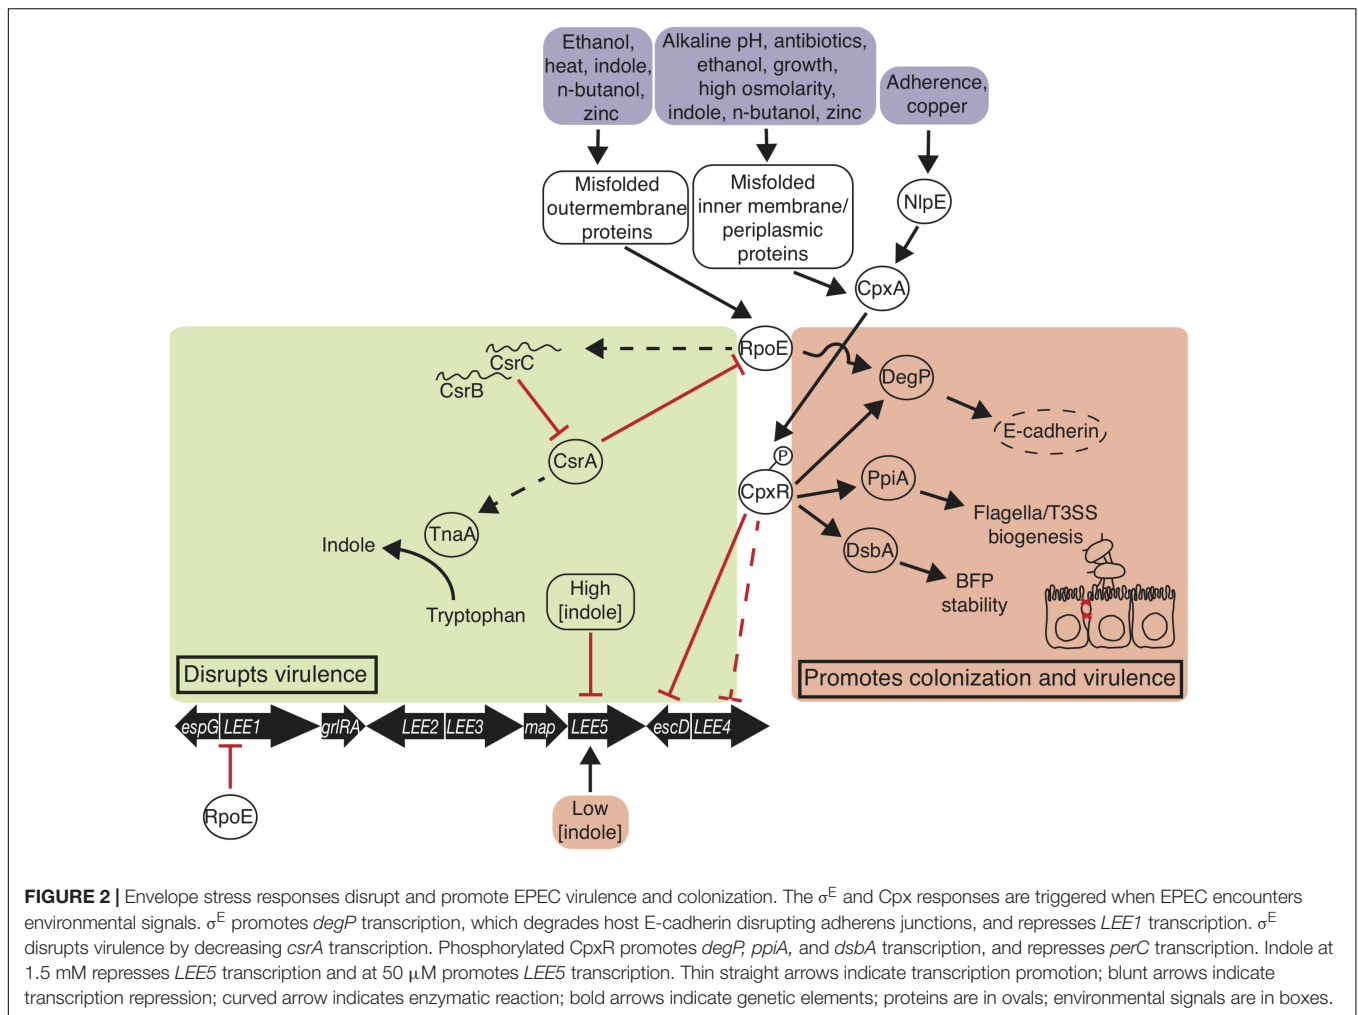 Ethanol,
heat, indole,
n-butanol,
zinc
Alkaline pH, antibiotics,
ethanol, growth,
high osmolarity,
indole, n-butanol, zinc
Adherence,
copper
Misfolded
outermembrane
proteins
Misfolded
inner membrane/
periplasmic
proteins
NlpE
CpxA
RpoE
CsrC
CsrB
DegP
E-cadherin
CsrA
P
CpxR
PpiA
Flagella/T3SS
biogenesis
TnaA
Indole
Tryptophan
DsbA
BFP
stability
High
[indole]
Disrupts virulence
Promotes colonization and virulence
espG LEE1 grlRA LEE2 LEE3 map LEE5 escD LEE4
RpoE
Low
[indole]
FIGURE 2 | Envelope stress responses disrupt and promote EPEC virulence and colonization. The σE and Cpx responses are triggered when EPEC encounters
environmental signals. σE promotes degP transcription, which degrades host E-cadherin disrupting adherens junctions, and represses LEE1 transcription. σE
disrupts virulence by decreasing csrA transcription. Phosphorylated CpxR promotes degP, ppiA, and dsbA transcription, and represses perC transcription. Indole at
1.5 mM represses LEE5 transcription and at 50 μM promotes LEE5 transcription. Thin straight arrows indicate transcription promotion; blunt arrows indicate
transcription repression; curved arrow indicates enzymatic reaction; bold arrows indicate genetic elements; proteins are in ovals; environmental signals are in boxes.